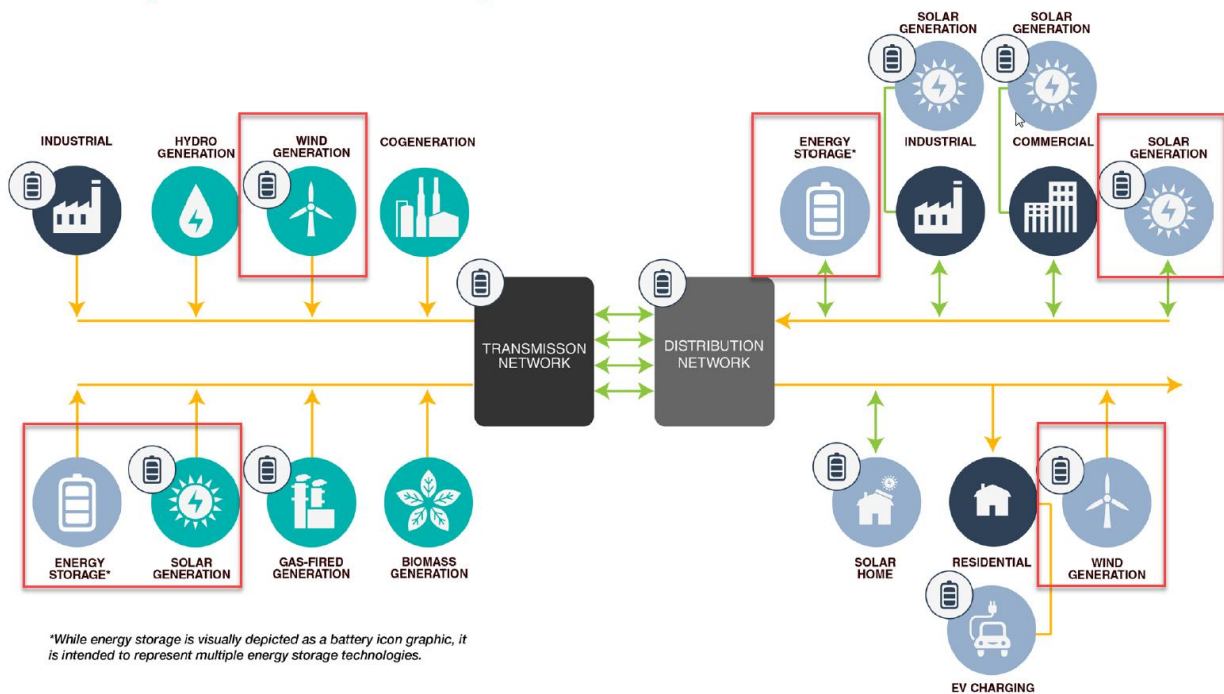 SOLAR
GENERATION
SOLAR
GENERATION
INDUSTRIAL
HYDRO
GENERATION
WIND
GENERATION
COGENERATION
ENERGY
STORAGE*
INDUSTRIAL
COMMERCIAL
SOLAR
GENERATION
TRANSMISSON
NETWORK
DISTRIBUTION
NETWORK
ENERGY
STORAGE*
SOLAR
GENERATION
GAS-FIRED
GENERATION
BIOMASS
GENERATION
SOLAR
HOME
RESIDENTIAL
WIND
GENERATION
EV CHARGING
*While energy storage is visually depicted as a battery icon graphic, it
is intended to represent multiple energy storage technologies.